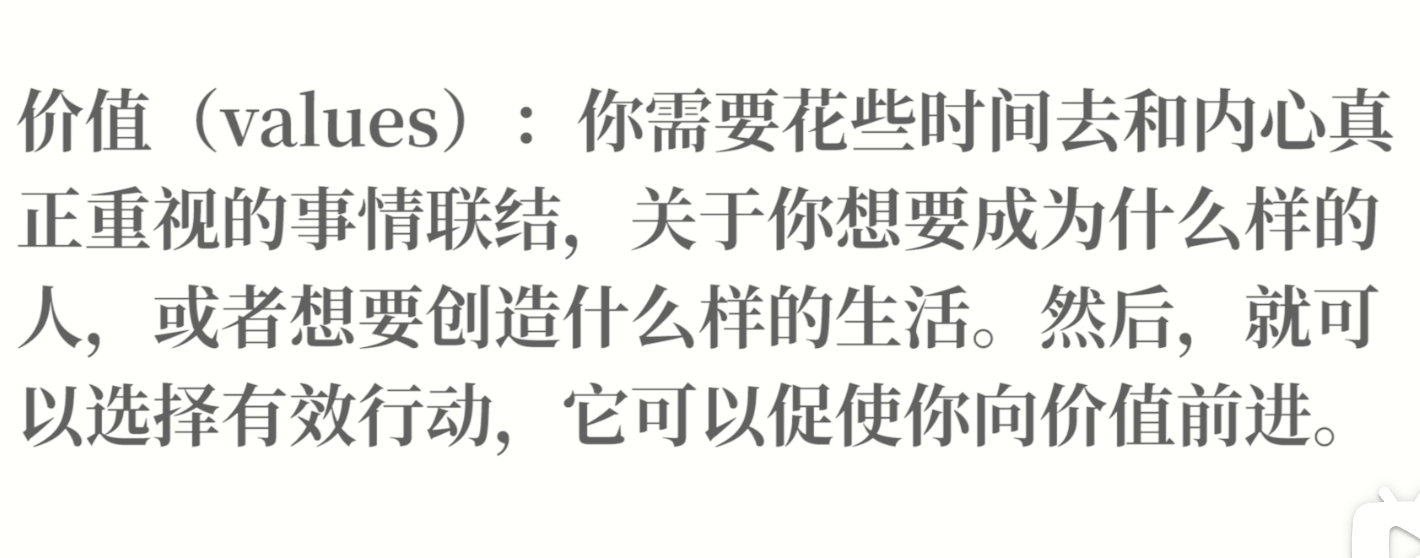 价值（values）：你需要花些时间去和内心真
正重视的事情联结，关于你想要成为什么样的
人，或者想要创造什么样的生活。然后，就可
以选择有效行动，它可以促使你向价值前进。